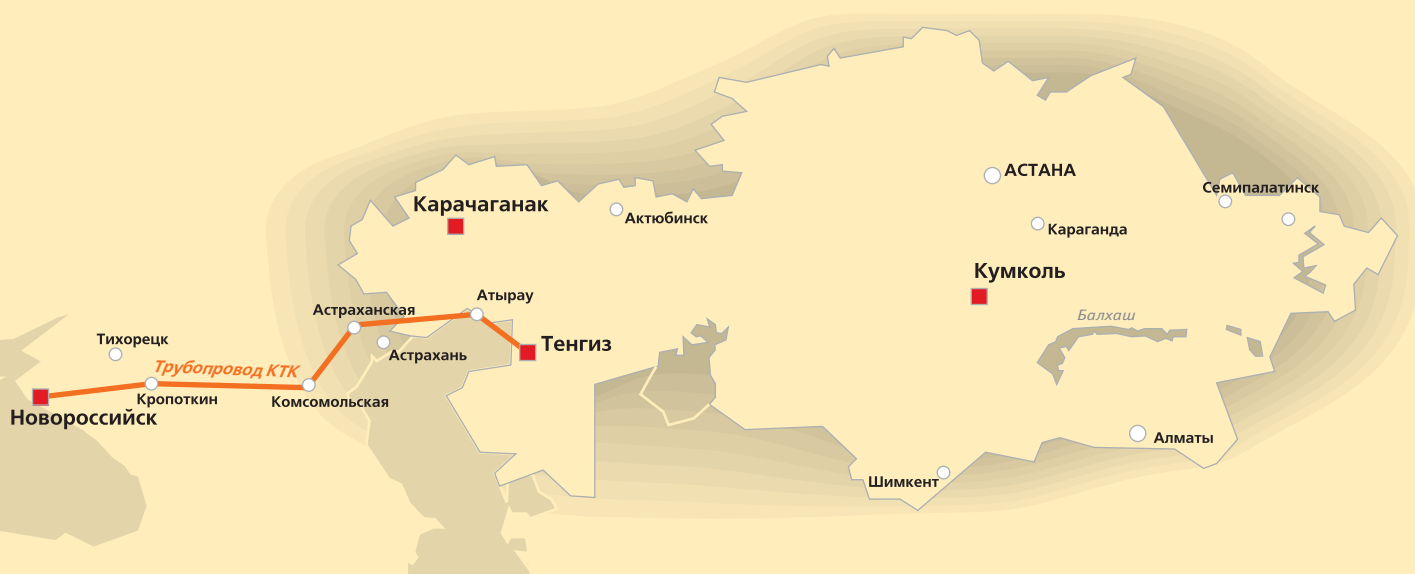 АСТАНА
Семипалатинск
Карачаганак
Актюбинск
Караганда
Кумколь
Атырау
Астраханская
Балхаш
Тихорецк
Тенгиз
Астрахань
Трубопровод КТК
Кропоткин
Комсомольская
Новороссийск
Алматы
Шимкент